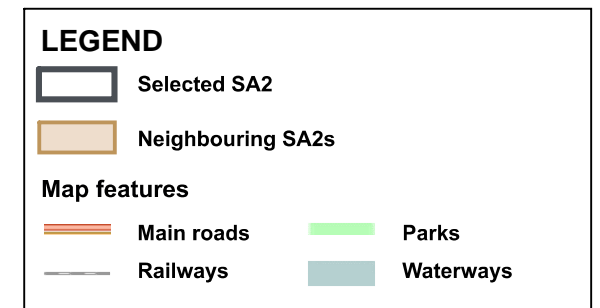 LEGEND
Selected SA2
Neighbouring SA2s
Map features
Main roads Parks
Railways Waterways